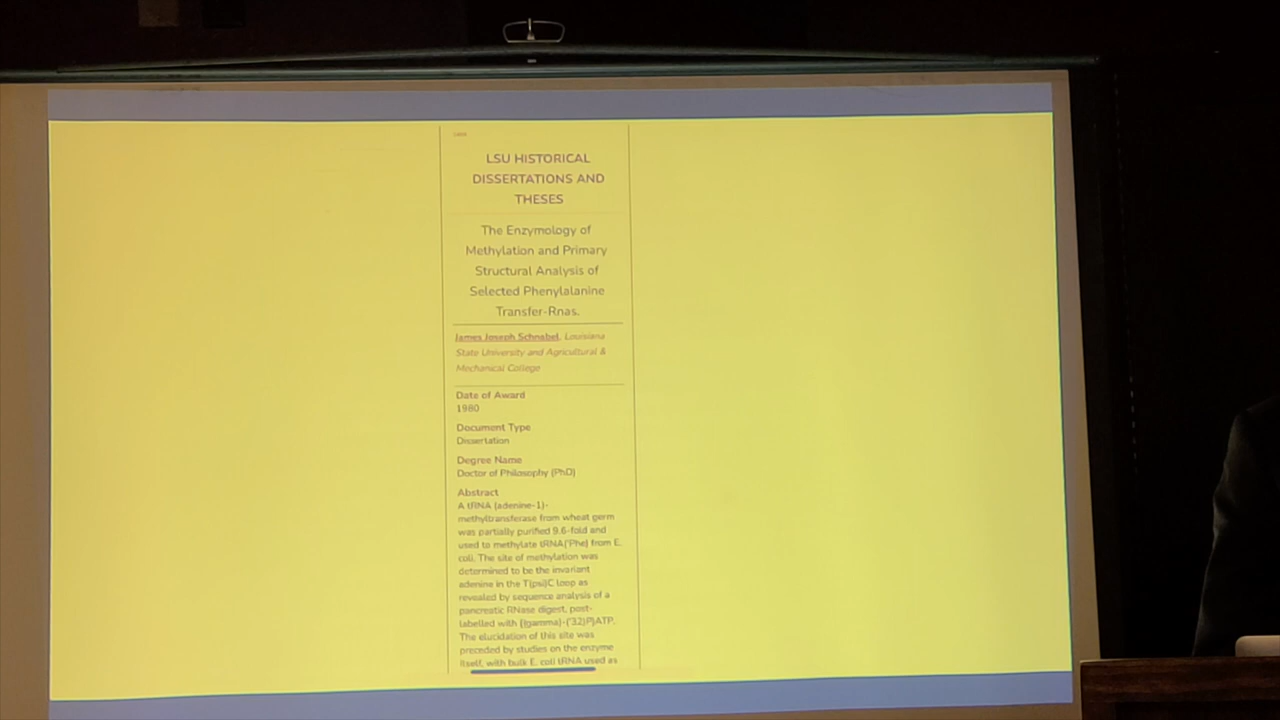 LSU HISTORICAL
DISSERTATIONS AND
THESES
The Enzymology of
Methylation and Primary
Structural Analysis of
Selected Phenylalanine
Transfer-Rnas.
James Joseph Schnabel, Louisiana
State University and Agricultural &
Mechanical College
Date of Award
1980
Document Type
Dissertation
Degree Name
Doctor of Philosophy (PhD)
Abstract
A tRNA (adenine-1)-
methyltransferase from wheat germ
was partially purified 9.6-fold and
used to methylate tRNA('Phe) from E.
coli. The site of methylation was
determined to be the invariant
adenine in the T(psi)C loop as
revealed by sequence analysis of a
pancreatic RNase digest, post-
labelled with {(gamma)-('32)P}ATP.
The elucidation of this site was
preceded by studies on the enzyme
itself, with bulk E. coli tRNA used as